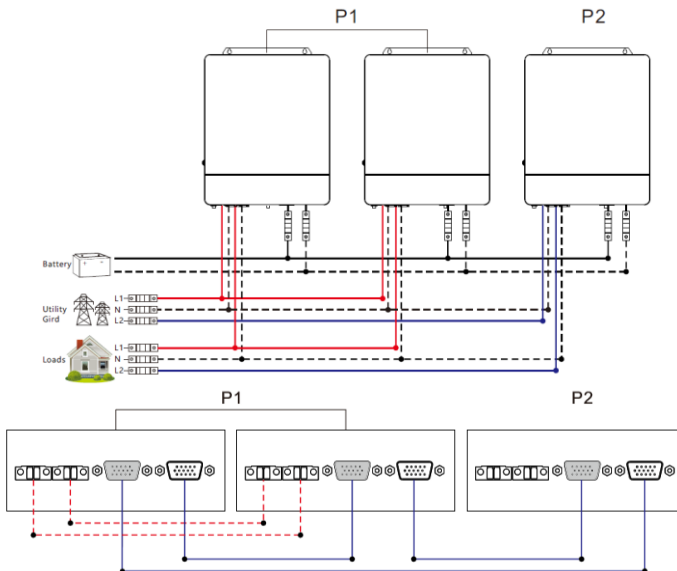 P1 P2
Battery
L1
Utility N
Gird L2
L1
Loads N
L2
P1 P2